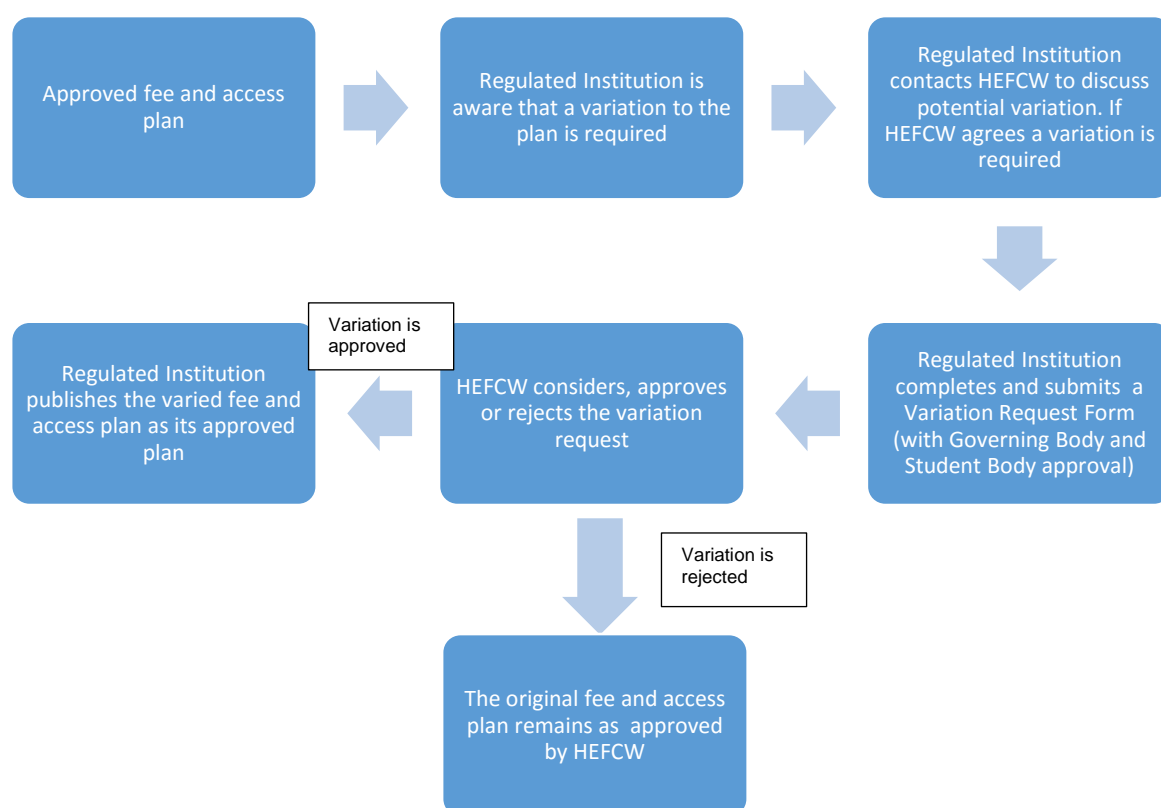 Approved fee and access
plan
Regulated Institution is
aware that a variation to the
plan is required
Regulated Institution
contacts HEFCW to discuss
potential variation. If
HEFCW agrees a variation is
required
Regulated Institution
completes and submits a
Variation Request Form
(with Governing Body and
Student Body approval)
HEFCW considers, approves
or rejects the variation
request
Variation is
approved
Regulated Institution
publishes the varied fee and
access plan as its approved
plan
Variation is
rejected
The original fee and access
plan remains as approved
by HEFCW